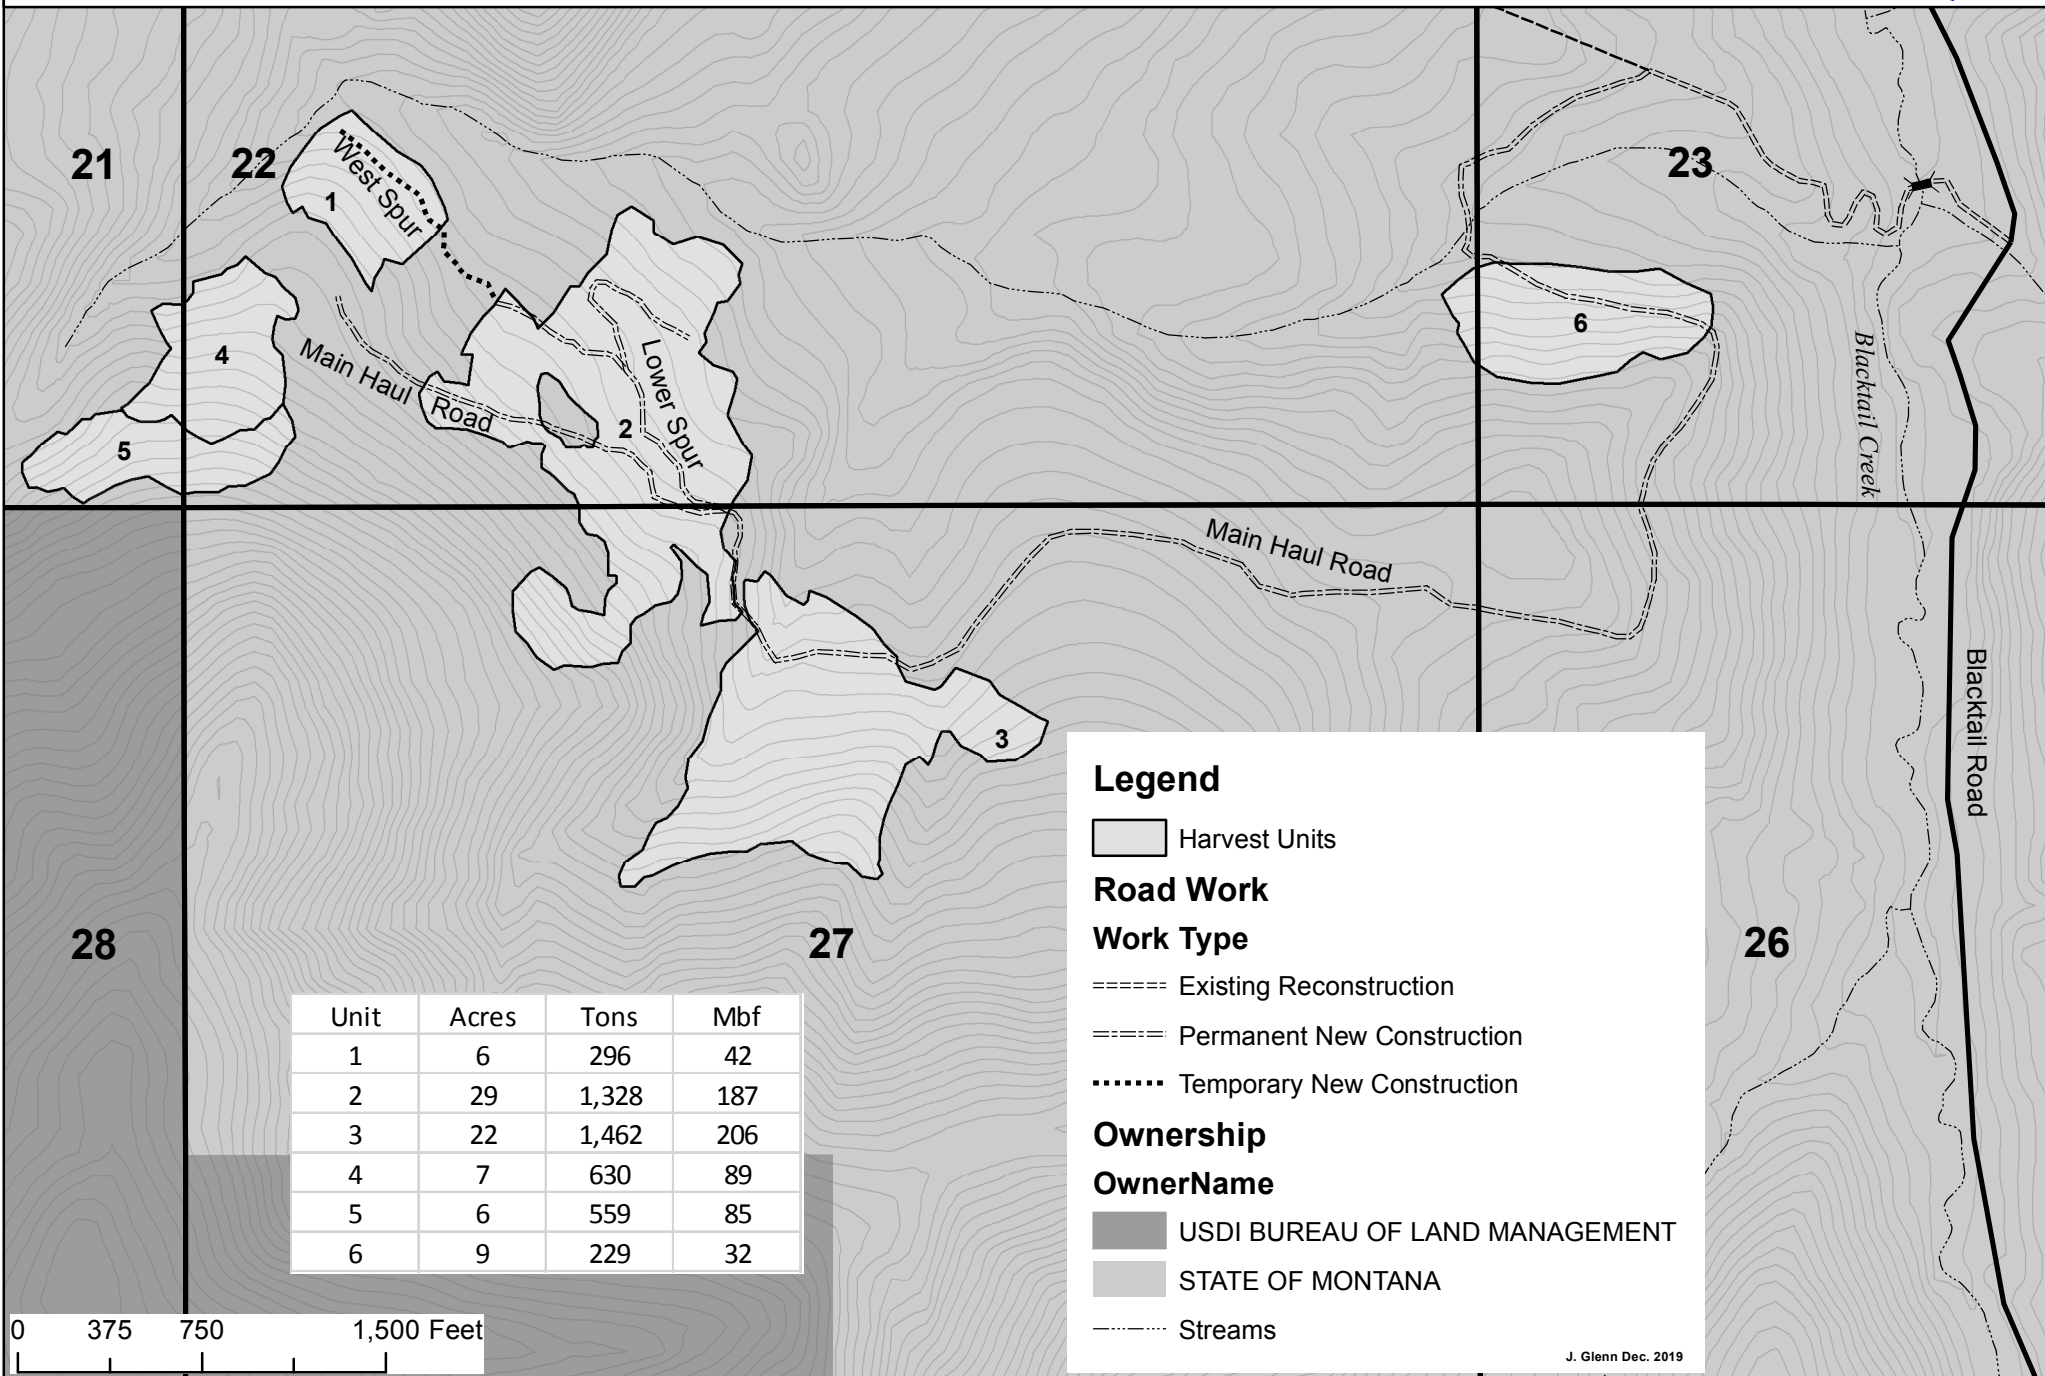 21
22
23
West Spur
1
4
Main Haul Road
5
2
Lower Spur
6
Blacktail Creek
Main Haul Road
Blacktail Road
3
28
27
26
Unit Acres Tons Mbf
1 6 296 42
2 29 1,328 187
3 22 1,462 206
4 7 630 89
5 6 559 85
6 9 229 32
0 375 750 1,500 Feet
Legend
Harvest Units
Road Work
Work Type
Existing Reconstruction
Permanent New Construction
Temporary New Construction
Ownership
OwnerName
USDI BUREAU OF LAND MANAGEMENT
STATE OF MONTANA
Streams
J. Glenn Dec. 2019